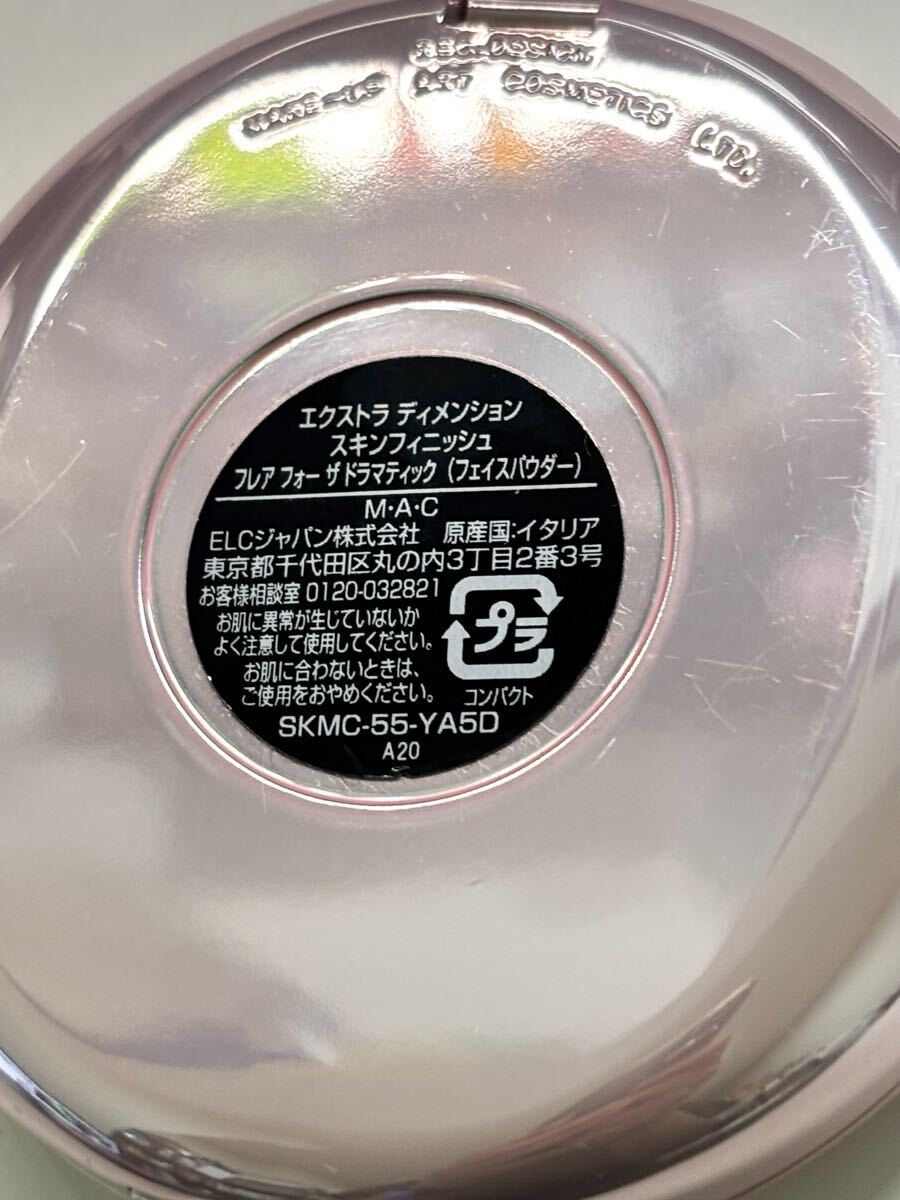 REG. DESIGN
MAKE-UP ART COSMETICS LTD.
エクストラ ディメンション
スキンフィニッシュ
フレア フォー ザ ドラマティック（フェイスパウダー）
M・A・C
ELCジャパン株式会社 原産国:イタリア
東京都千代田区丸の内3丁目2番3号
お客様相談室 0120-032821
お肌に異常が生じていないか
よく注意して使用してください。
お肌に合わないときは、
ご使用をおやめください。
プラ
コンパクト
SKMC-55-YA5D
A20